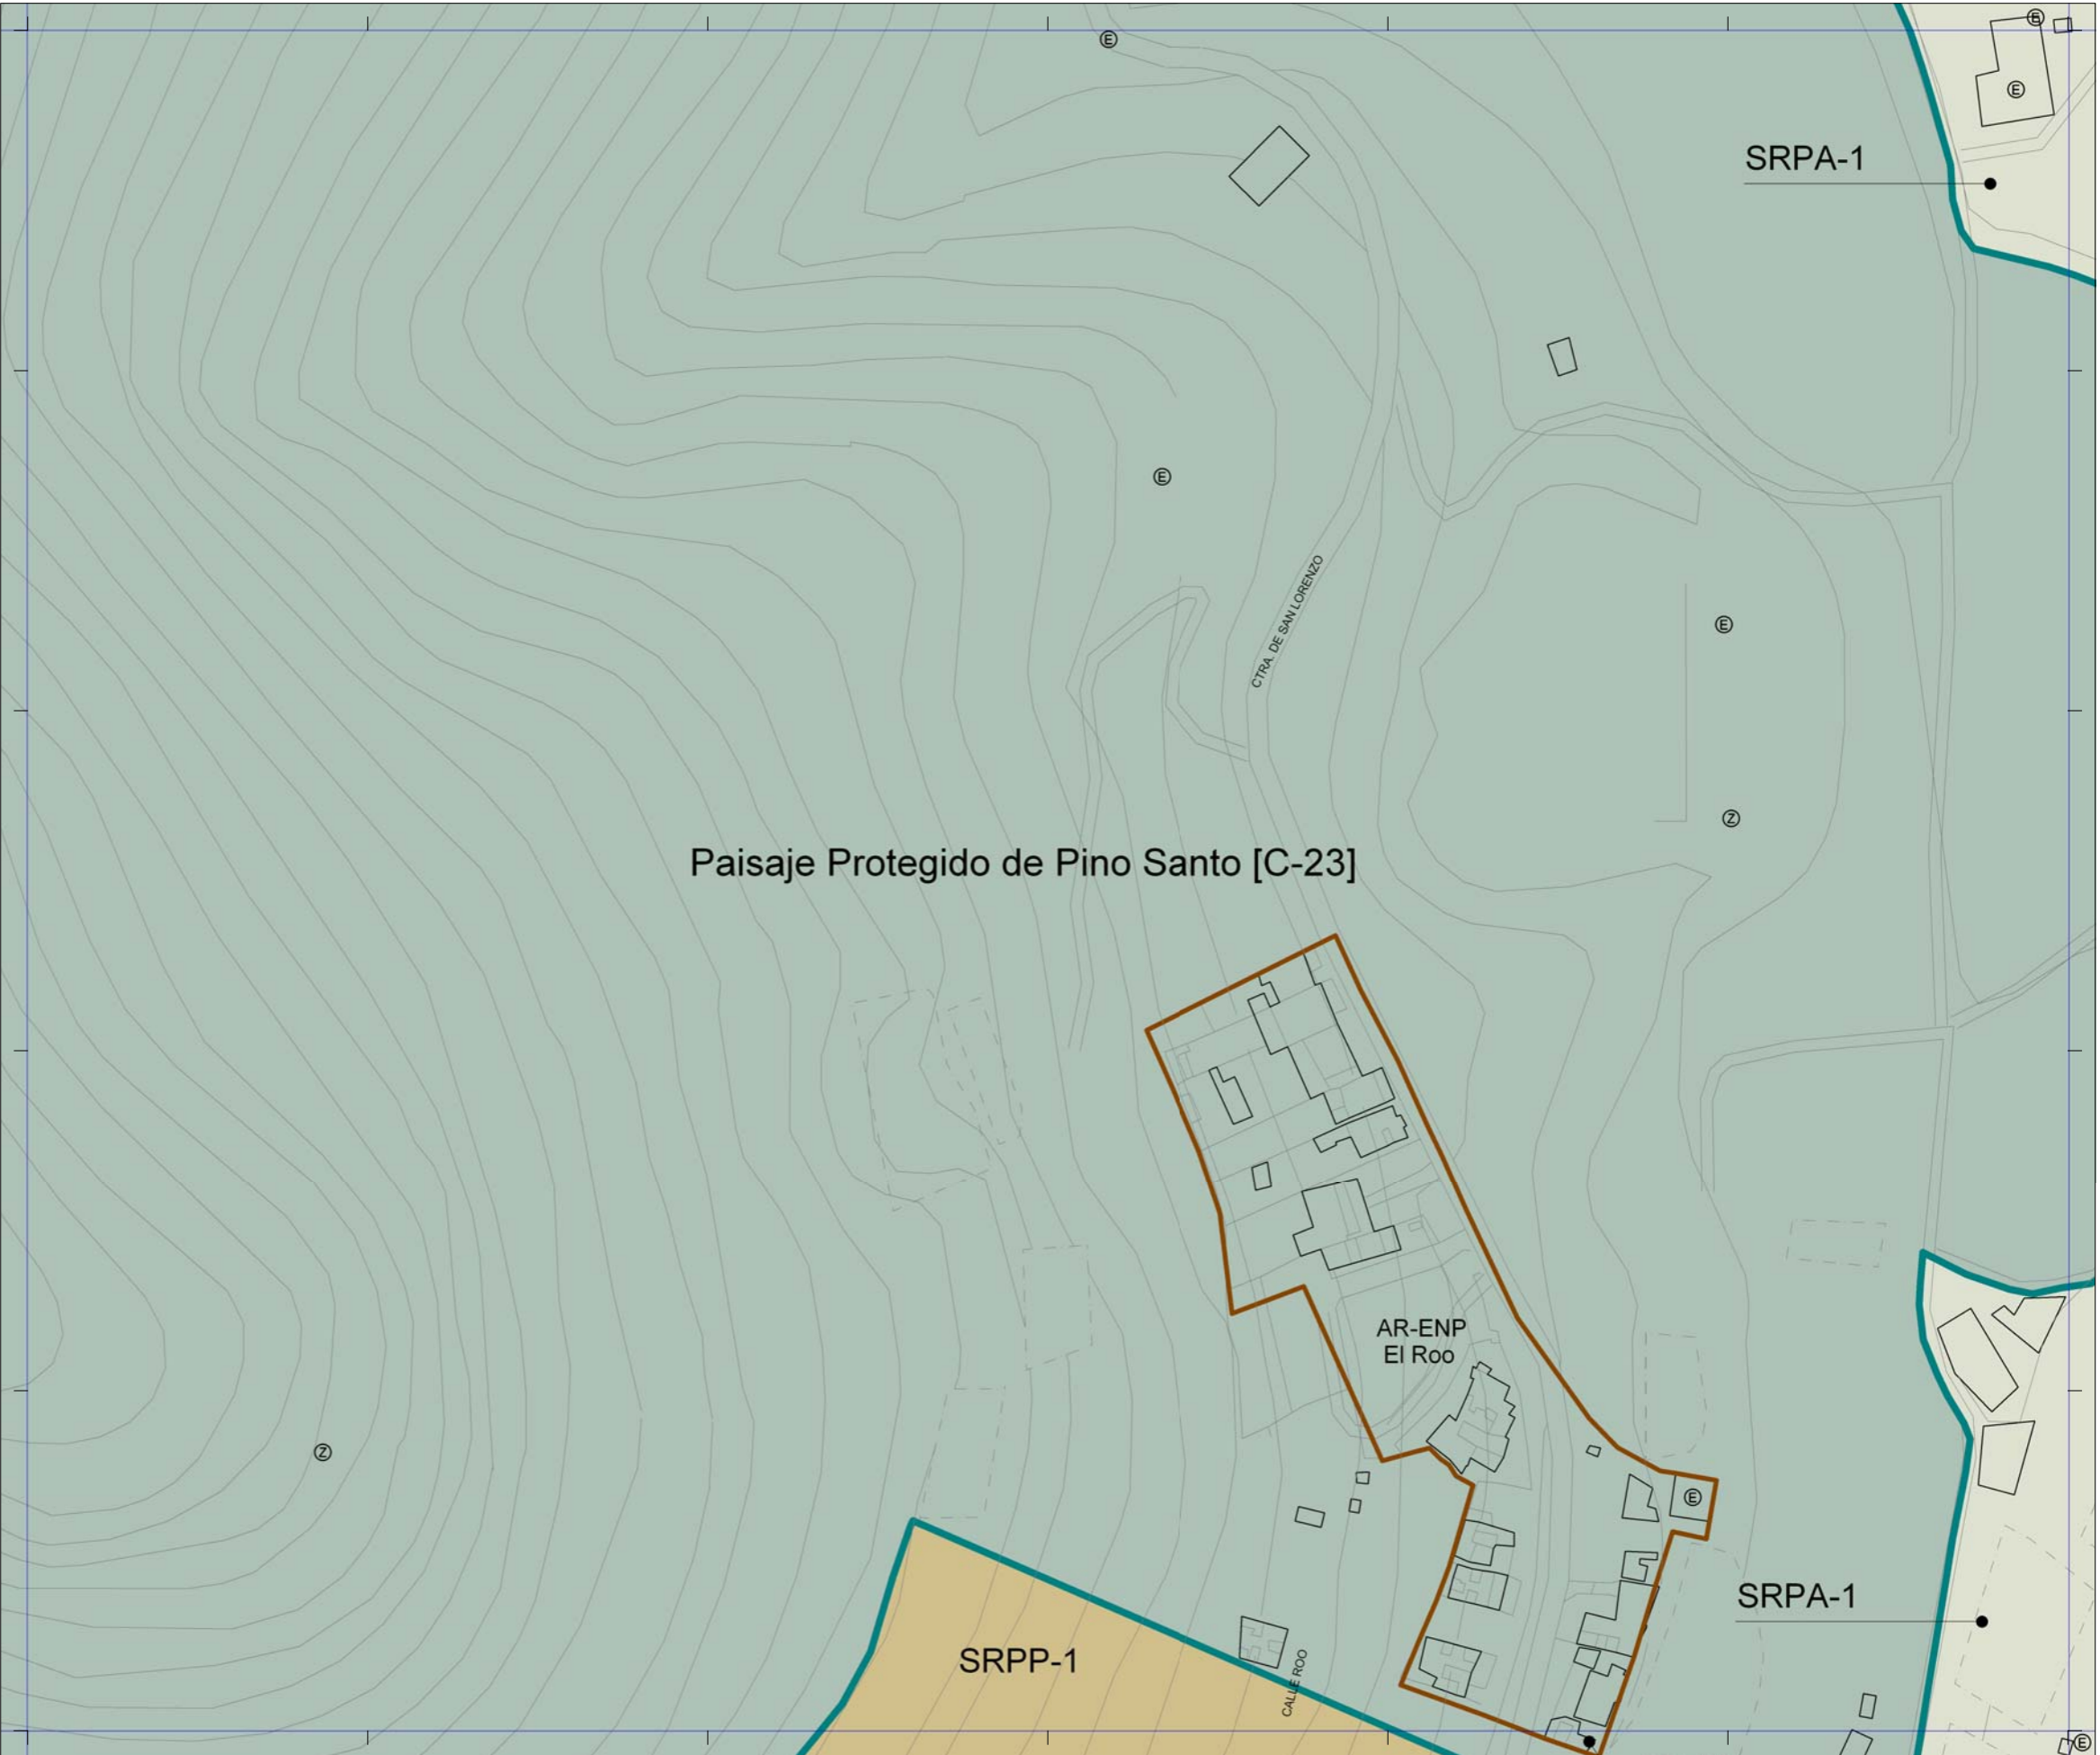 E
E
E
SRPA-1
E
CTRA. DE SAN LORENZO
E
Z
Paisaje Protegido de Pino Santo [C-23]
AR-ENP
El Roo
Z
E
SRPA-1
SRPP-1
CALLE ROO
E